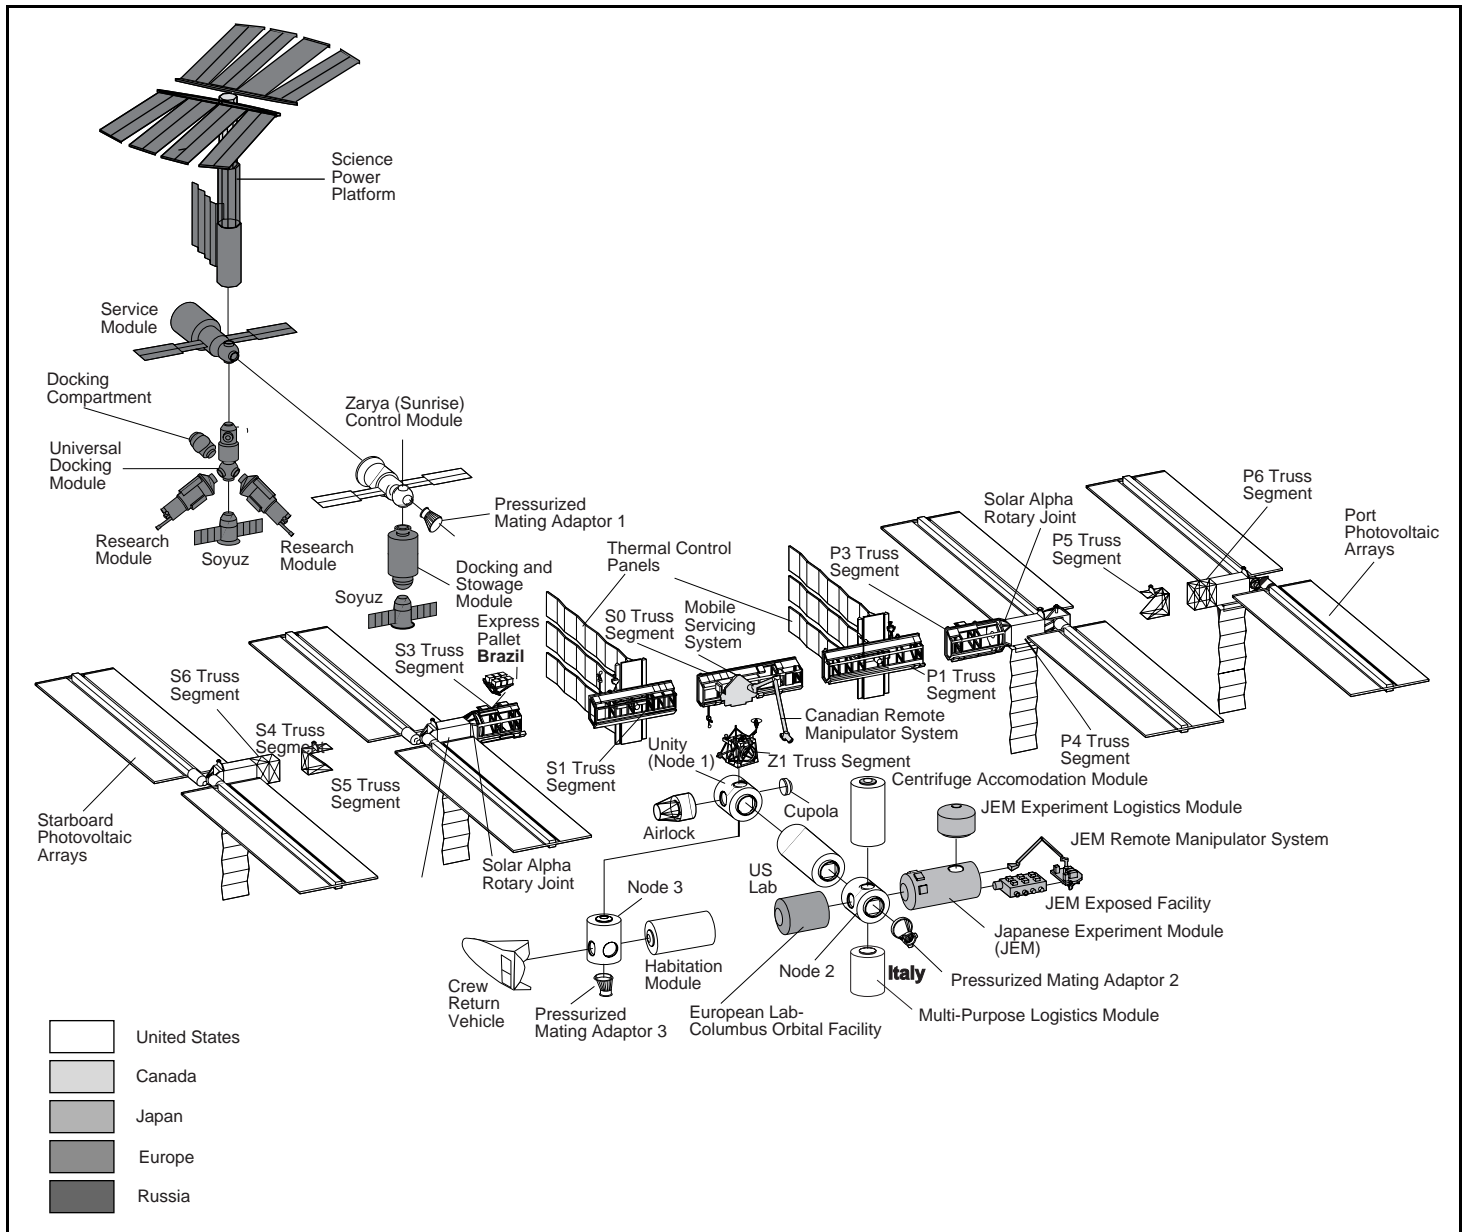 Science
Power
Platform
Service
Module
Docking
Compartment
Zarya (Sunrise)
Control Module
Universal
Docking
Module
Pressurized
Mating Adaptor 1
Research
Module
Soyuz
Research
Module
Docking and
Stowage
Module
Soyuz
Express
Pallet
Brazil
Thermal Control
Panels
S0 Truss
Segment
Mobile
Servicing
System
P3 Truss
Segment
Solar Alpha
Rotary Joint
P5 Truss
Segment
P6 Truss
Segment
Port
Photovoltaic
Arrays
S3 Truss
Segment
S6 Truss
Segment
S4 Truss
Segment
S5 Truss
Segment
Starboard
Photovoltaic
Arrays
Solar Alpha
Rotary Joint
S1 Truss
Segment
Unity
(Node 1)
Z1 Truss Segment
Canadian Remote
Manipulator System
P1 Truss
Segment
P4 Truss
Segment
Centrifuge Accomodation Module
Cupola
Airlock
JEM Experiment Logistics Module
JEM Remote Manipulator System
US
Lab
JEM Exposed Facility
Japanese Experiment Module
(JEM)
Node 3
Habitation
Module
Crew
Return
Vehicle
Pressurized
Mating Adaptor 3
Node 2
Italy
Pressurized Mating Adaptor 2
European Lab-
Columbus Orbital Facility
Multi-Purpose Logistics Module
United States
Canada
Japan
Europe
Russia